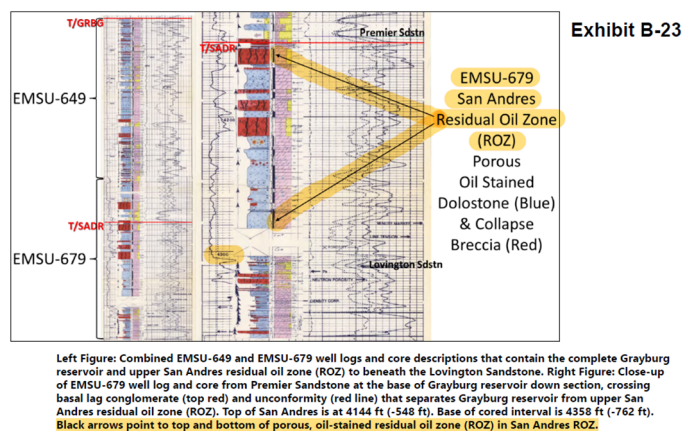 Exhibit B-23
T/GRBG
Premier Sdstn
T/SADR
EMSU-649
EMSU-679
San Andres
Residual Oil Zone
(ROZ)
Porous
Oil Stained
Dolostone (Blue)
& Collapse
Breccia (Red)
T/SADR
EMSU-679
4300
Lovington Sdstn
NEUTRON POROSITY
Left Figure: Combined EMSU-649 and EMSU-679 well logs and core descriptions that contain the complete Grayburg
reservoir and upper San Andres residual oil zone (ROZ) to beneath the Lovington Sandstone. Right Figure: Close-up
of EMSU-679 well log and core from Premier Sandstone at the base of Grayburg reservoir down section, crossing
basal lag conglomerate (top red) and unconformity (red line) that separates Grayburg reservoir from upper San
Andres residual oil zone (ROZ). Top of San Andres is at 4144 ft (-548 ft). Base of cored interval is 4358 ft (-762 ft).
Black arrows point to top and bottom of porous, oil-stained residual oil zone (ROZ) in San Andres ROZ.